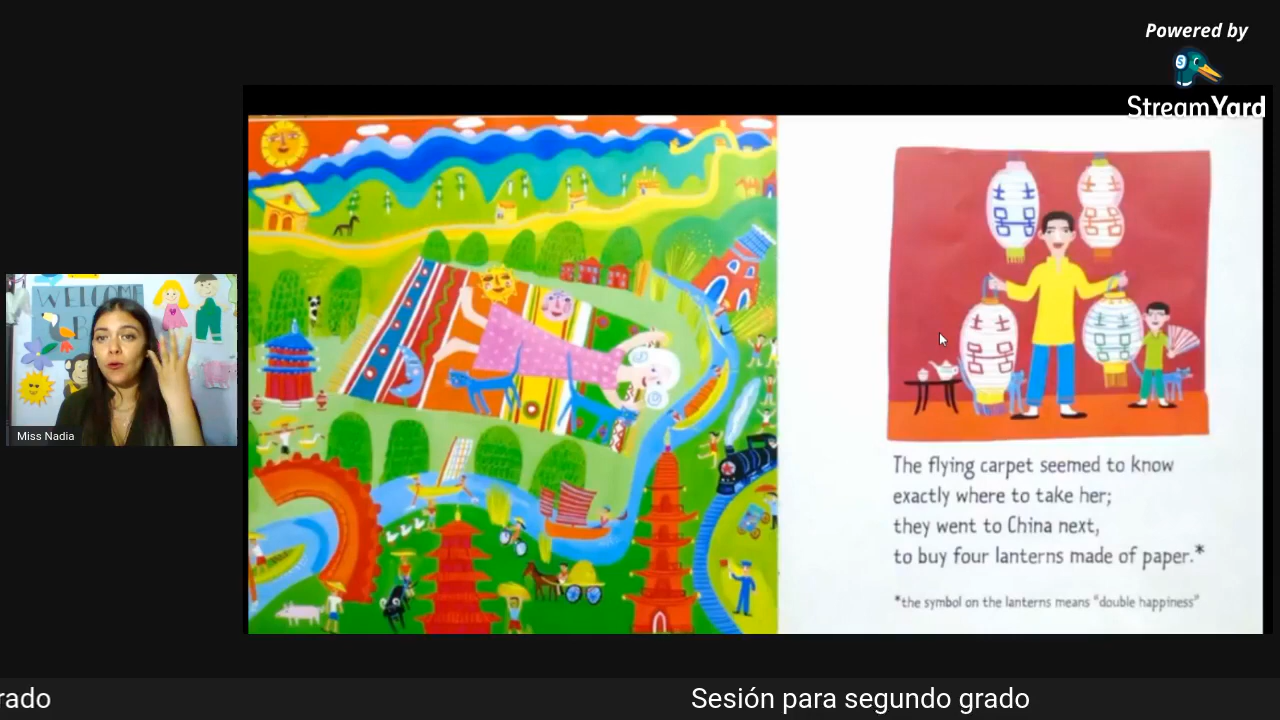 Powered by
StreamYard
WELCOME
Miss Nadia
The flying carpet seemed to know
exactly where to take her;
they went to China next,
to buy four lanterns made of paper.*
*the symbol on the lanterns means "double happiness"
rado
Sesión para segundo grado